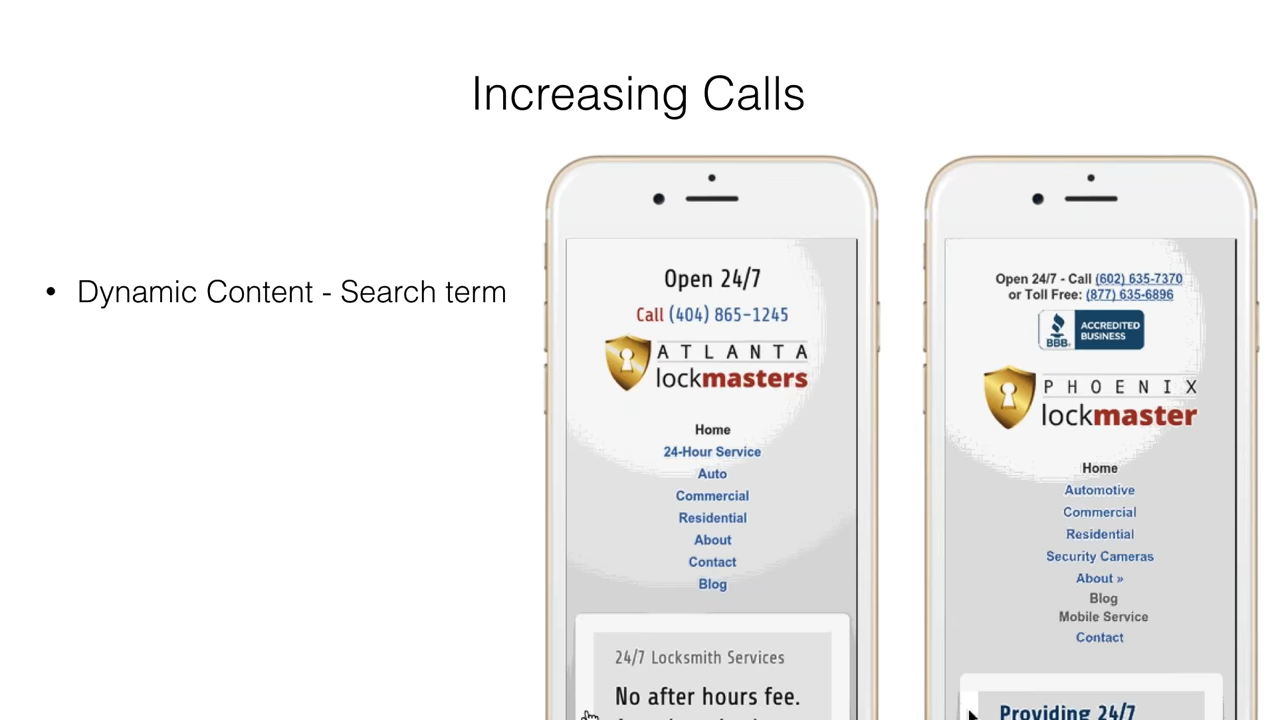 Increasing Calls
• Dynamic Content - Search term
Open 24/7
Call (404) 865-1245
ATLANTA
lockmasters
Home
24-Hour Service
Auto
Commercial
Residential
About
Contact
Blog
24/7 Locksmith Services
No after hours fee.
Open 24/7 - Call (602) 635-7370
or Toll Free: (877) 635-6896
BBB.
ACCREDITED
BUSINESS
PHOENIX
lockmaster
Home
Automotive
Commercial
Residential
Security Cameras
About »
Blog
Mobile Service
Contact
Providing 24/7